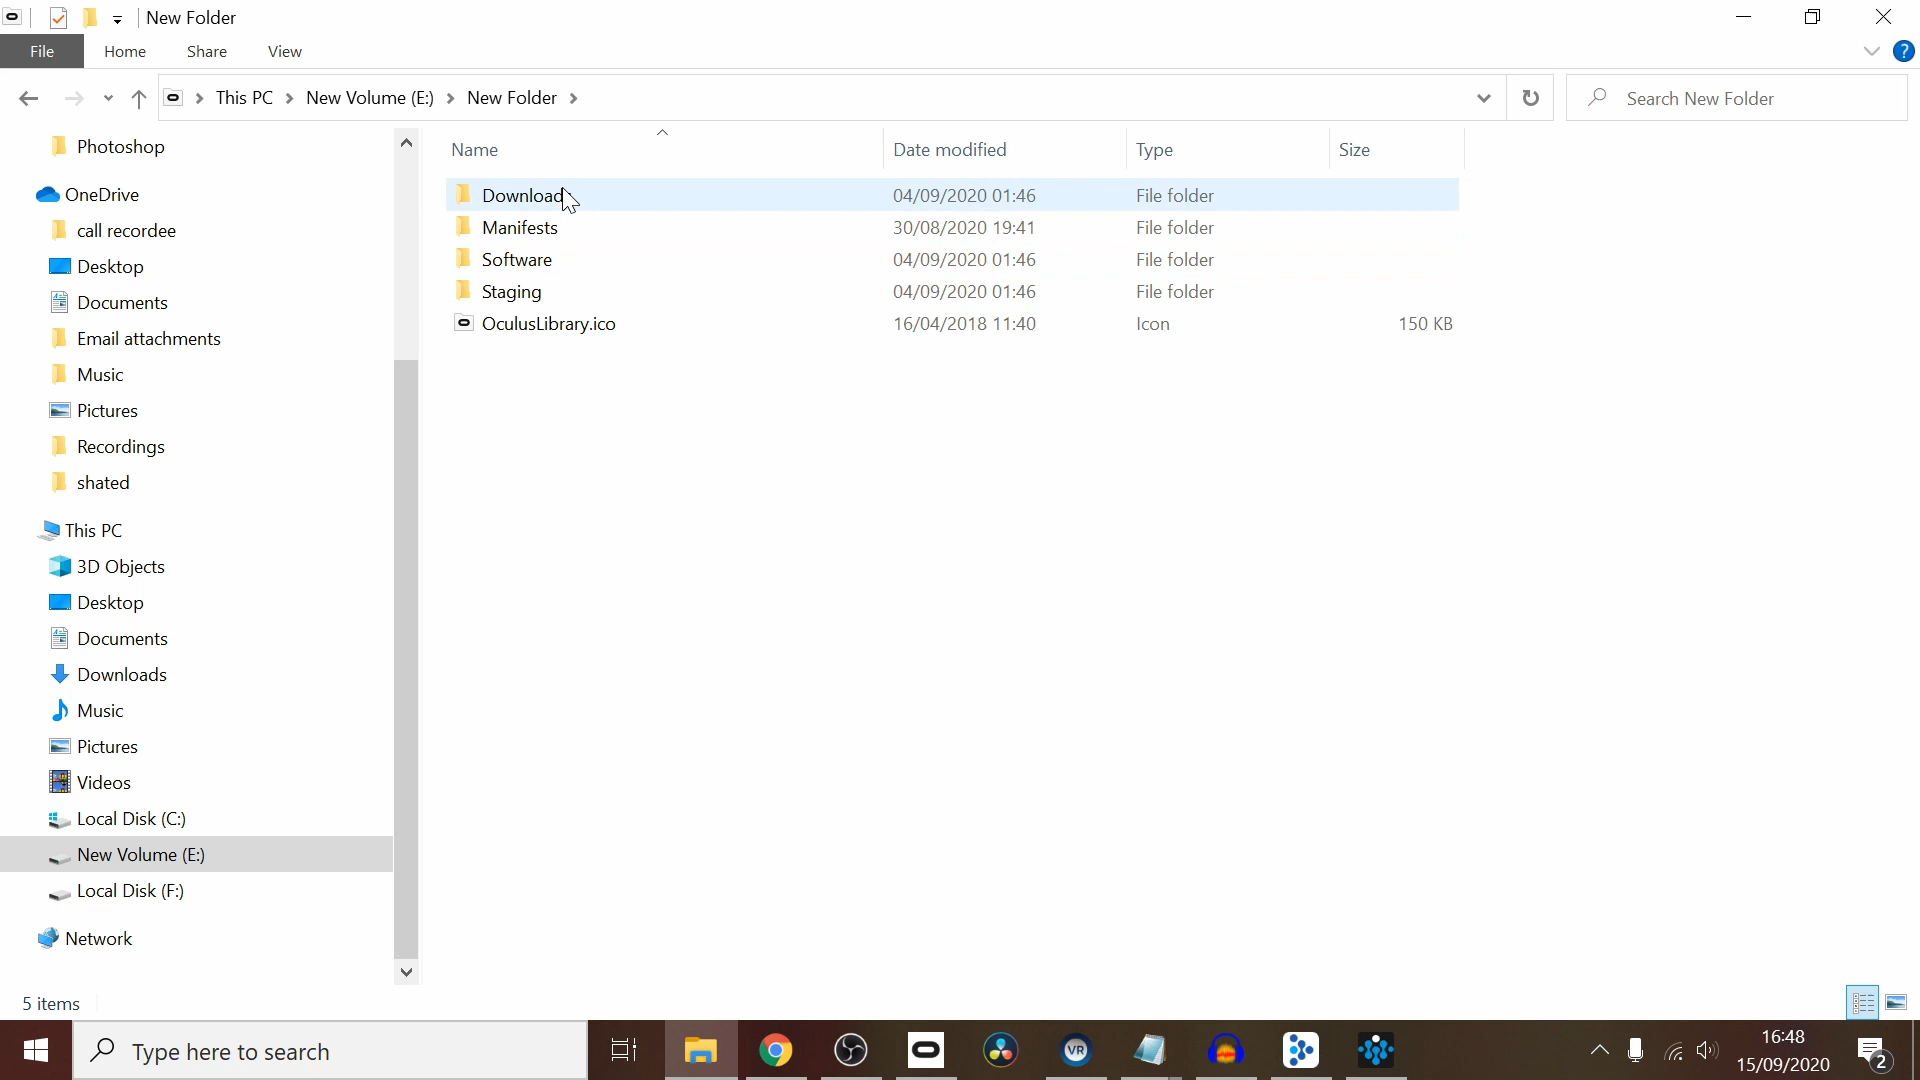 New Folder
File Home Share View ?
This PC New Volume (E:) New Folder Search New Folder
Name Date modified Type Size
Photoshop
OneDrive
call recordee
Desktop
Documents
Email attachments
Music
Pictures
Recordings
shated
This PC
3D Objects
Desktop
Documents
Downloads
Music
Pictures
Videos
Local Disk (C:)
New Volume (E:)
Local Disk (F:)
Network
Download 04/09/2020 01:46 File folder
Manifests 30/08/2020 19:41 File folder
Software 04/09/2020 01:46 File folder
Staging 04/09/2020 01:46 File folder
OculusLibrary.ico 16/04/2018 11:40 Icon 150 KB
5 items
Type here to search VR 16:48
15/09/2020 2